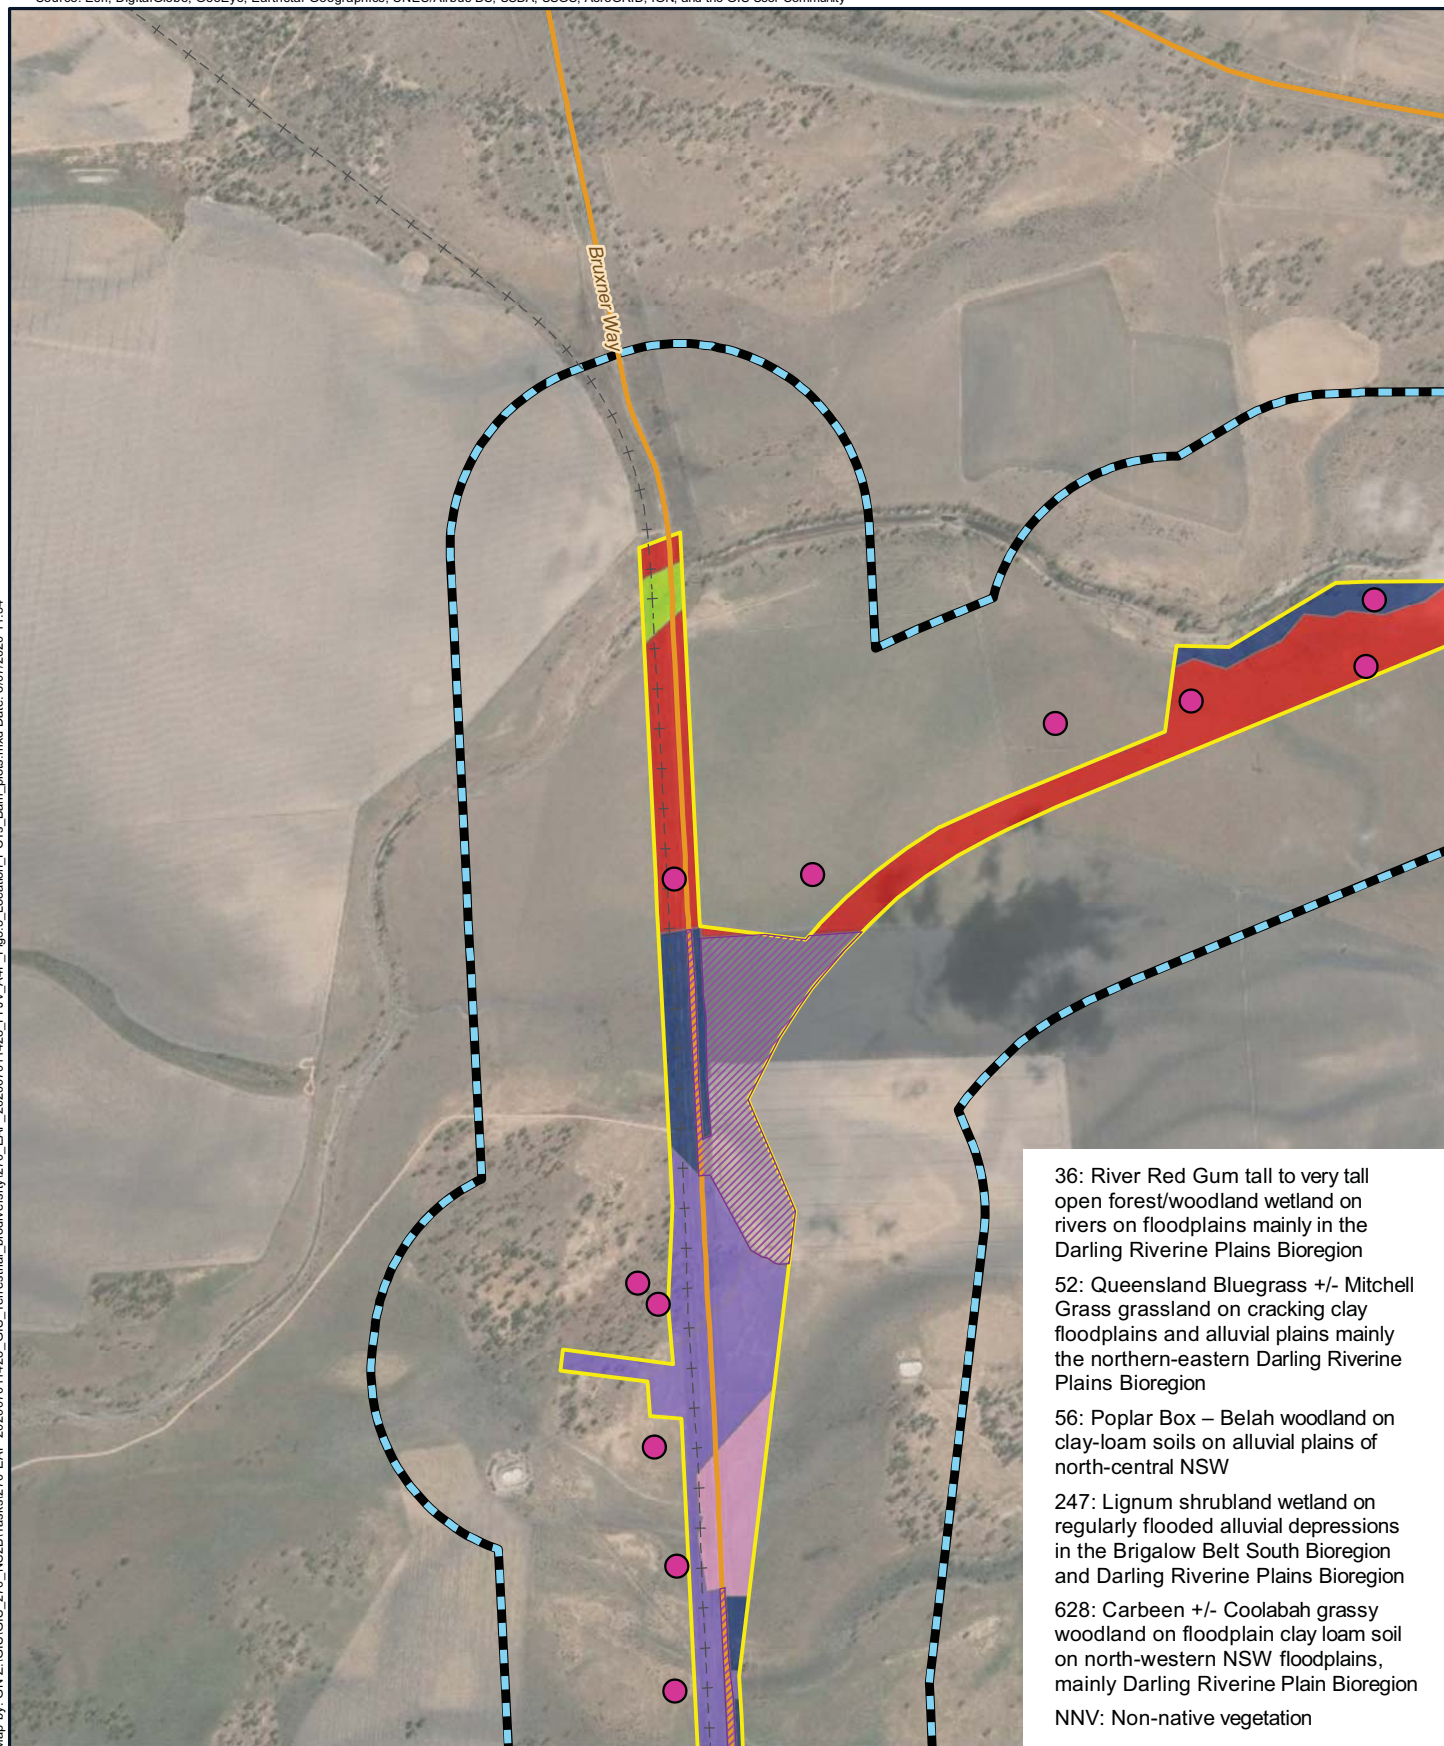 Bruxner Way
36: River Red Gum tall to very tall
open forest/woodland wetland on
rivers on floodplains mainly in the
Darling Riverine Plains Bioregion
52: Queensland Bluegrass +/- Mitchell
Grass grassland on cracking clay
floodplains and alluvial plains mainly
the northern-eastern Darling Riverine
Plains Bioregion
56: Poplar Box – Belah woodland on
clay-loam soils on alluvial plains of
north-central NSW
247: Lignum shrubland wetland on
regularly flooded alluvial depressions
in the Brigalow Belt South Bioregion
and Darling Riverine Plains Bioregion
628: Carbeen +/- Coolabah grassy
woodland on floodplain clay loam soil
on north-western NSW floodplains,
mainly Darling Riverine Plain Bioregion
NNV: Non-native vegetation